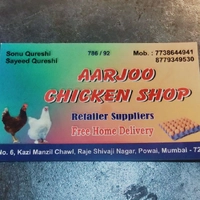 Sonu Qureshi 786 / 92 Mob : 7738644941
Sayeed Qureshi 8779349530
AARJOO
CHICKEN SHOP
Retailer Suppliers
Free Home Delivery
No. 6, Kazi Manzil Chawl, Raje Shivaji Nagar, Powai, Mumbai - 72